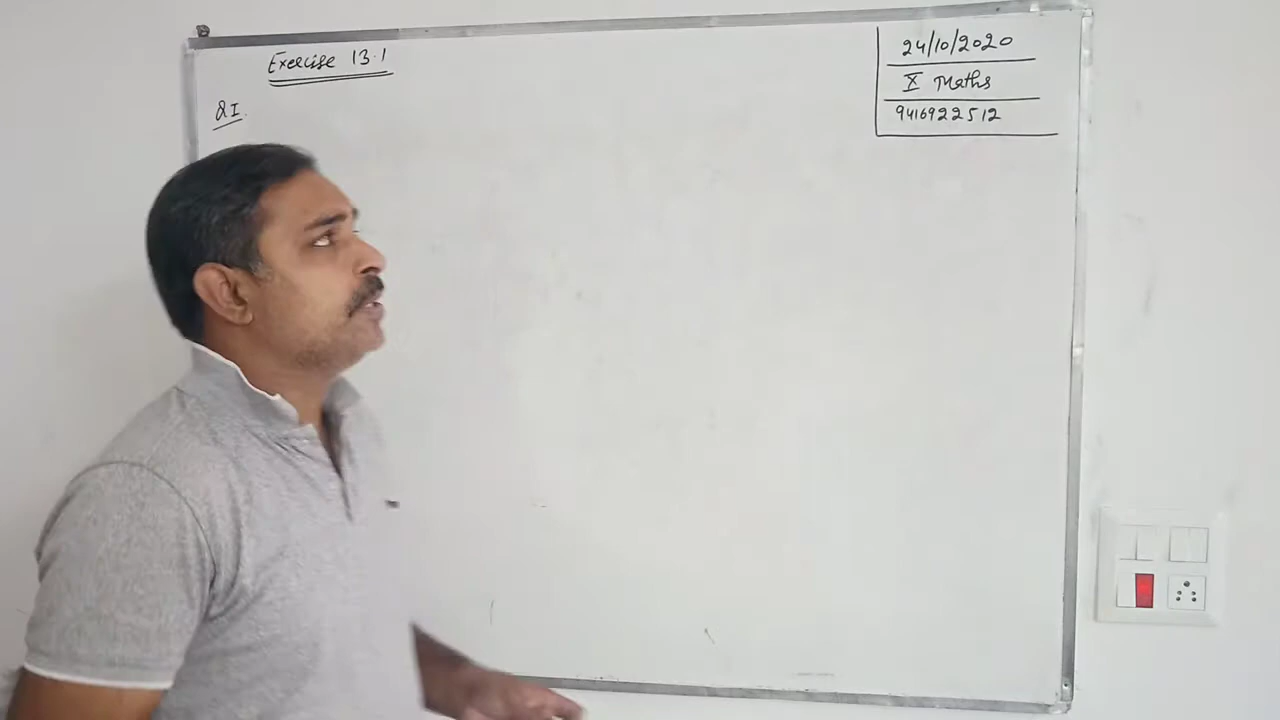 Exercise 13.1
Q1.
24/10/2020
X Maths
9416922512